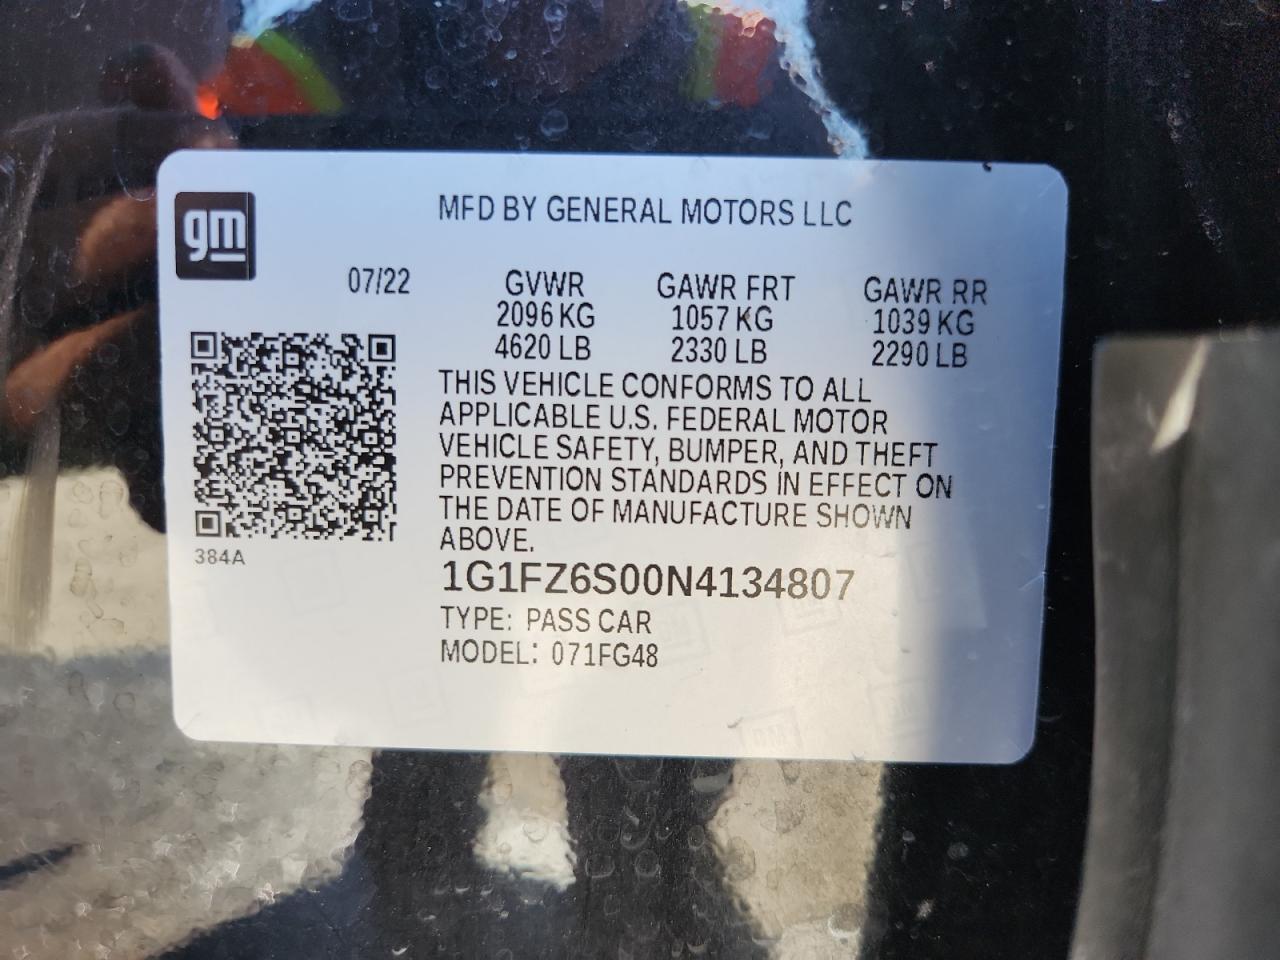 gm
MFD BY GENERAL MOTORS LLC
07/22 GVWR GAWR FRT GAWR RR
2096 KG 1057 KG 1039 KG
4620 LB 2330 LB 2290 LB
THIS VEHICLE CONFORMS TO ALL
APPLICABLE U.S. FEDERAL MOTOR
VEHICLE SAFETY, BUMPER, AND THEFT
PREVENTION STANDARDS IN EFFECT ON
THE DATE OF MANUFACTURE SHOWN
ABOVE.
384A
1G1FZ6S00N4134807
TYPE: PASS CAR
MODEL: 071FG48